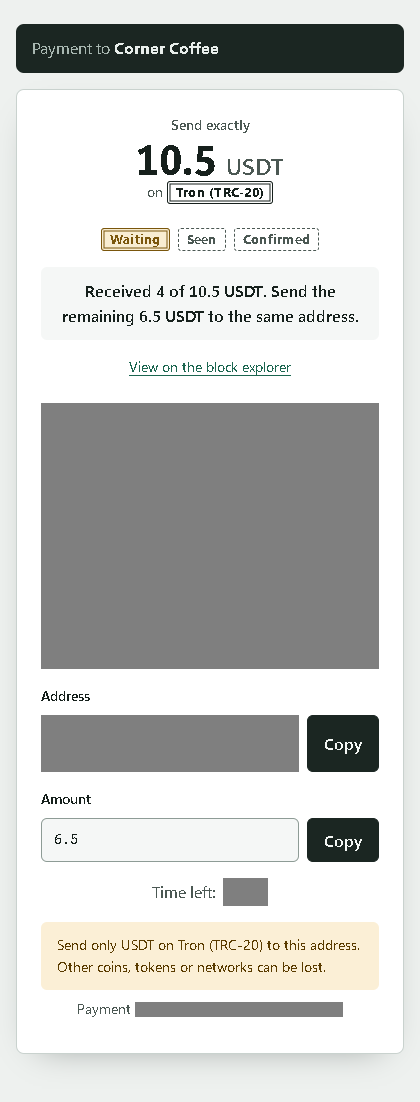 Payment to Corner Coffee
Send exactly
10.5 USDT
on Tron (TRC-20)
Waiting Seen Confirmed
Received 4 of 10.5 USDT. Send the
remaining 6.5 USDT to the same address.
View on the block explorer
Address
Copy
Amount
6.5 Copy
Time left:
Send only USDT on Tron (TRC-20) to this address.
Other coins, tokens or networks can be lost.
Payment